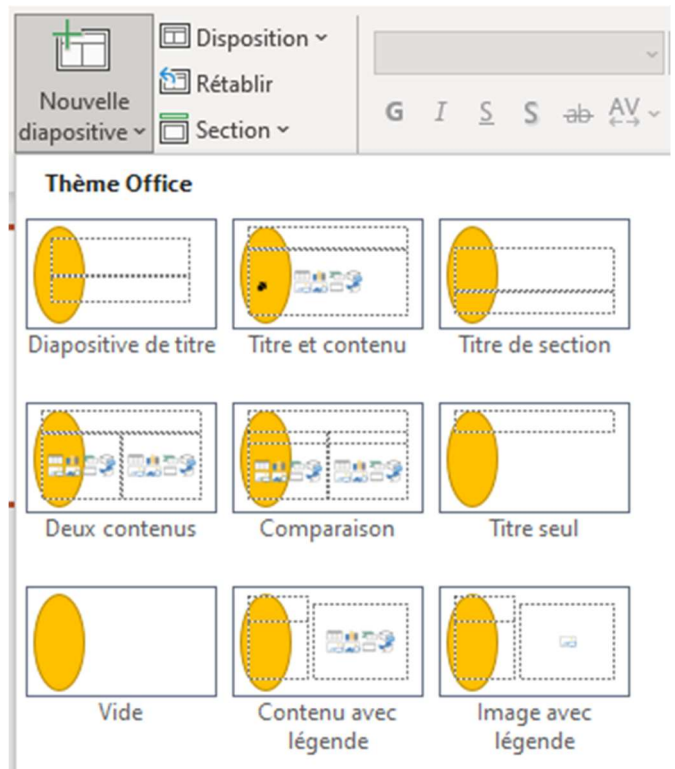 Disposition
Rétablir
Nouvelle
diapositive
Section
G I S S ab AV
Thème Office
Diapositive de titre
Titre et contenu
Titre de section
Deux contenus
Comparaison
Titre seul
Vide
Contenu avec
légende
Image avec
légende